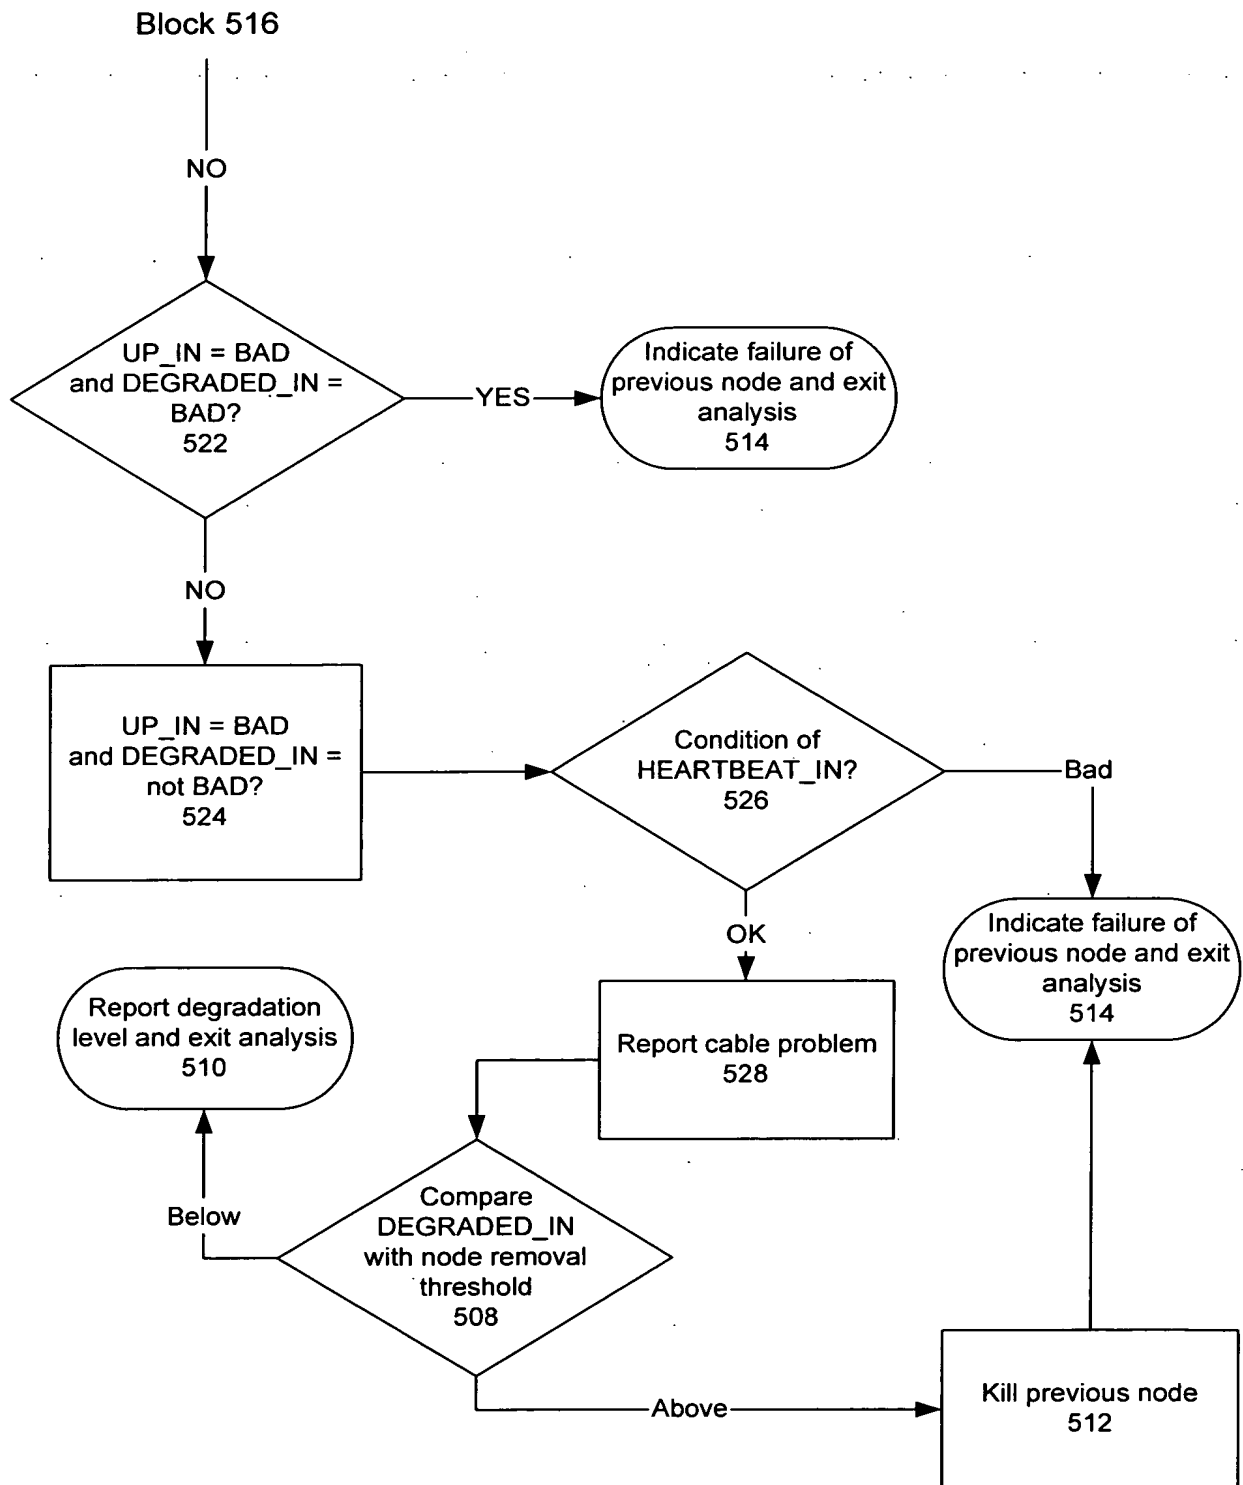 Block 516
NO
UP_IN = BAD
and DEGRADED_IN =
BAD?
522
YES
Indicate failure of
previous node and exit
analysis
514
NO
UP_IN = BAD
and DEGRADED_IN =
not BAD?
524
Condition of
HEARTBEAT_IN?
526
Bad
OK
Indicate failure of
previous node and exit
analysis
514
Report degradation
level and exit analysis
510
Report cable problem
528
Below
Compare
DEGRADED_IN
with node removal
threshold
508
Above
Kill previous node
512